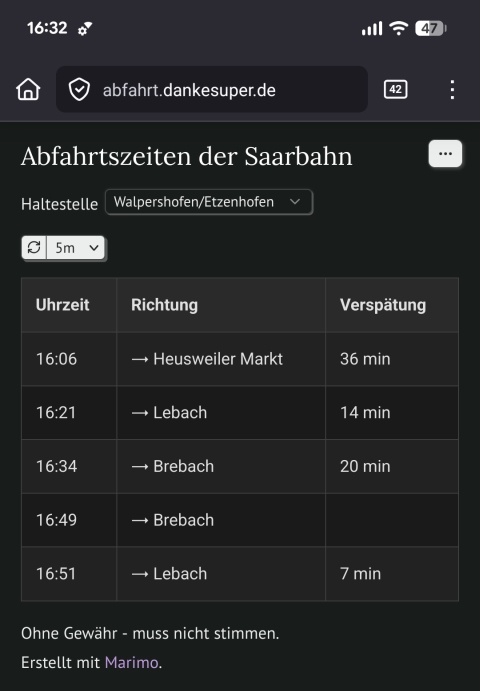 16:32
47
abfahrt.dankesuper.de
42
Abfahrtszeiten der Saarbahn
...
Haltestelle Walpershofen/Etzenhofen
5m
Uhrzeit Richtung Verspätung
16:06 → Heusweiler Markt 36 min
16:21 → Lebach 14 min
16:34 → Brebach 20 min
16:49 → Brebach
16:51 → Lebach 7 min
Ohne Gewähr - muss nicht stimmen.
Erstellt mit Marimo.